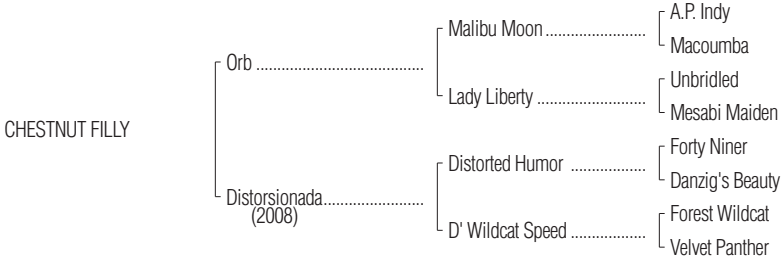 A.P. Indy
Malibu Moon ........................
Macoumba
Orb ........................................
Unbridled
Lady Liberty ..........................
Mesabi Maiden
CHESTNUT FILLY
Forty Niner
Distorted Humor ..................
Danzig's Beauty
Distorsionada........................
(2008)
Forest Wildcat
D' Wildcat Speed ..................
Velvet Panther